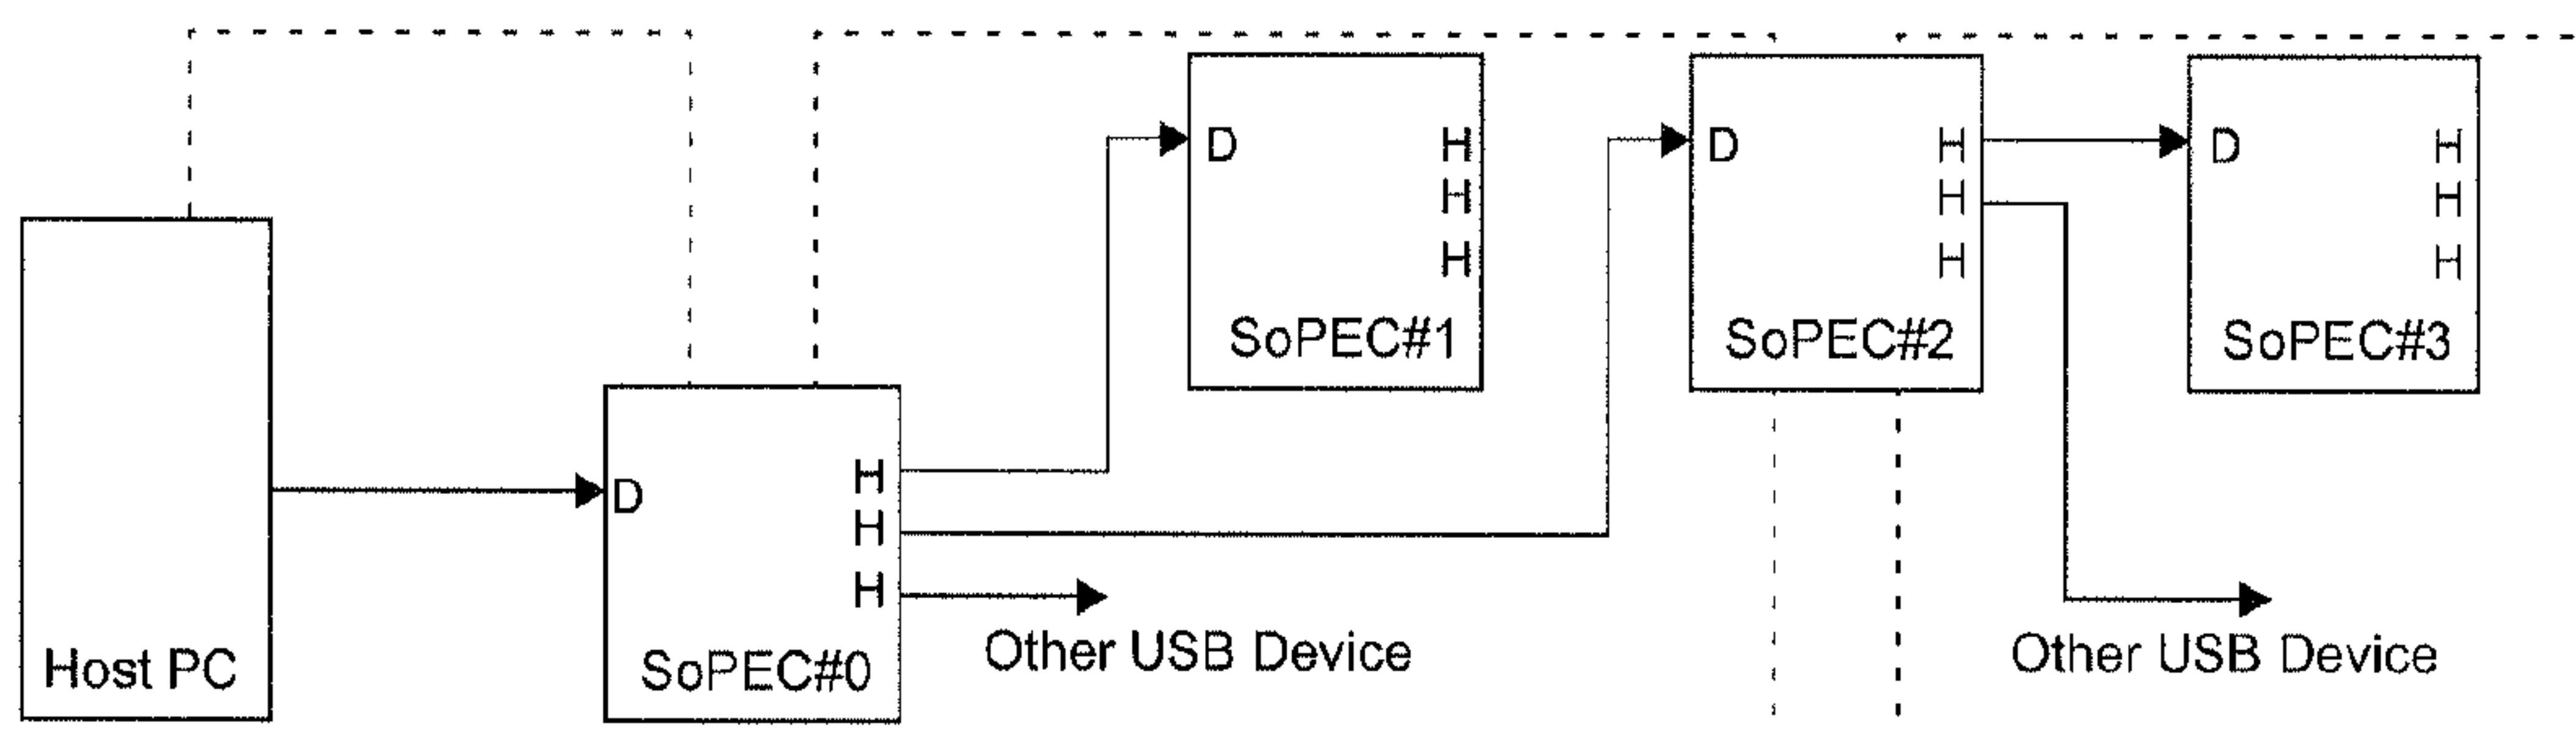 Host PC
D
H
H
H
SoPEC#0
Other USB Device
D
H
H
H
SoPEC#1
D
H
H
H
SoPEC#2
D
H
H
H
SoPEC#3
Other USB Device